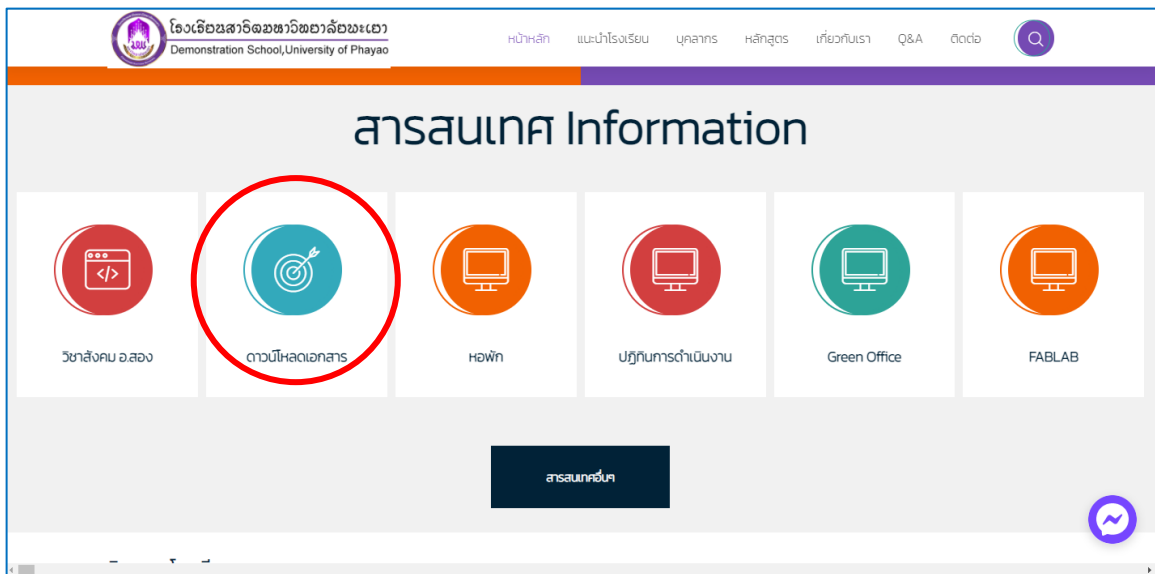 โรงเรียนสาธิตมหาวิทยาลัยพะเยา
Demonstration School,University of Phayao
หน้าหลัก แนะนำโรงเรียน บุคลากร หลักสูตร เกี่ยวกับเรา Q&A ติดต่อ
สารสนเทศ Information
</>
วิชาสังคม อ.สอง ดาวน์โหลดเอกสาร หอพัก ปฏิทินการดำเนินงาน Green Office FABLAB
สารสนเทศอื่นๆ